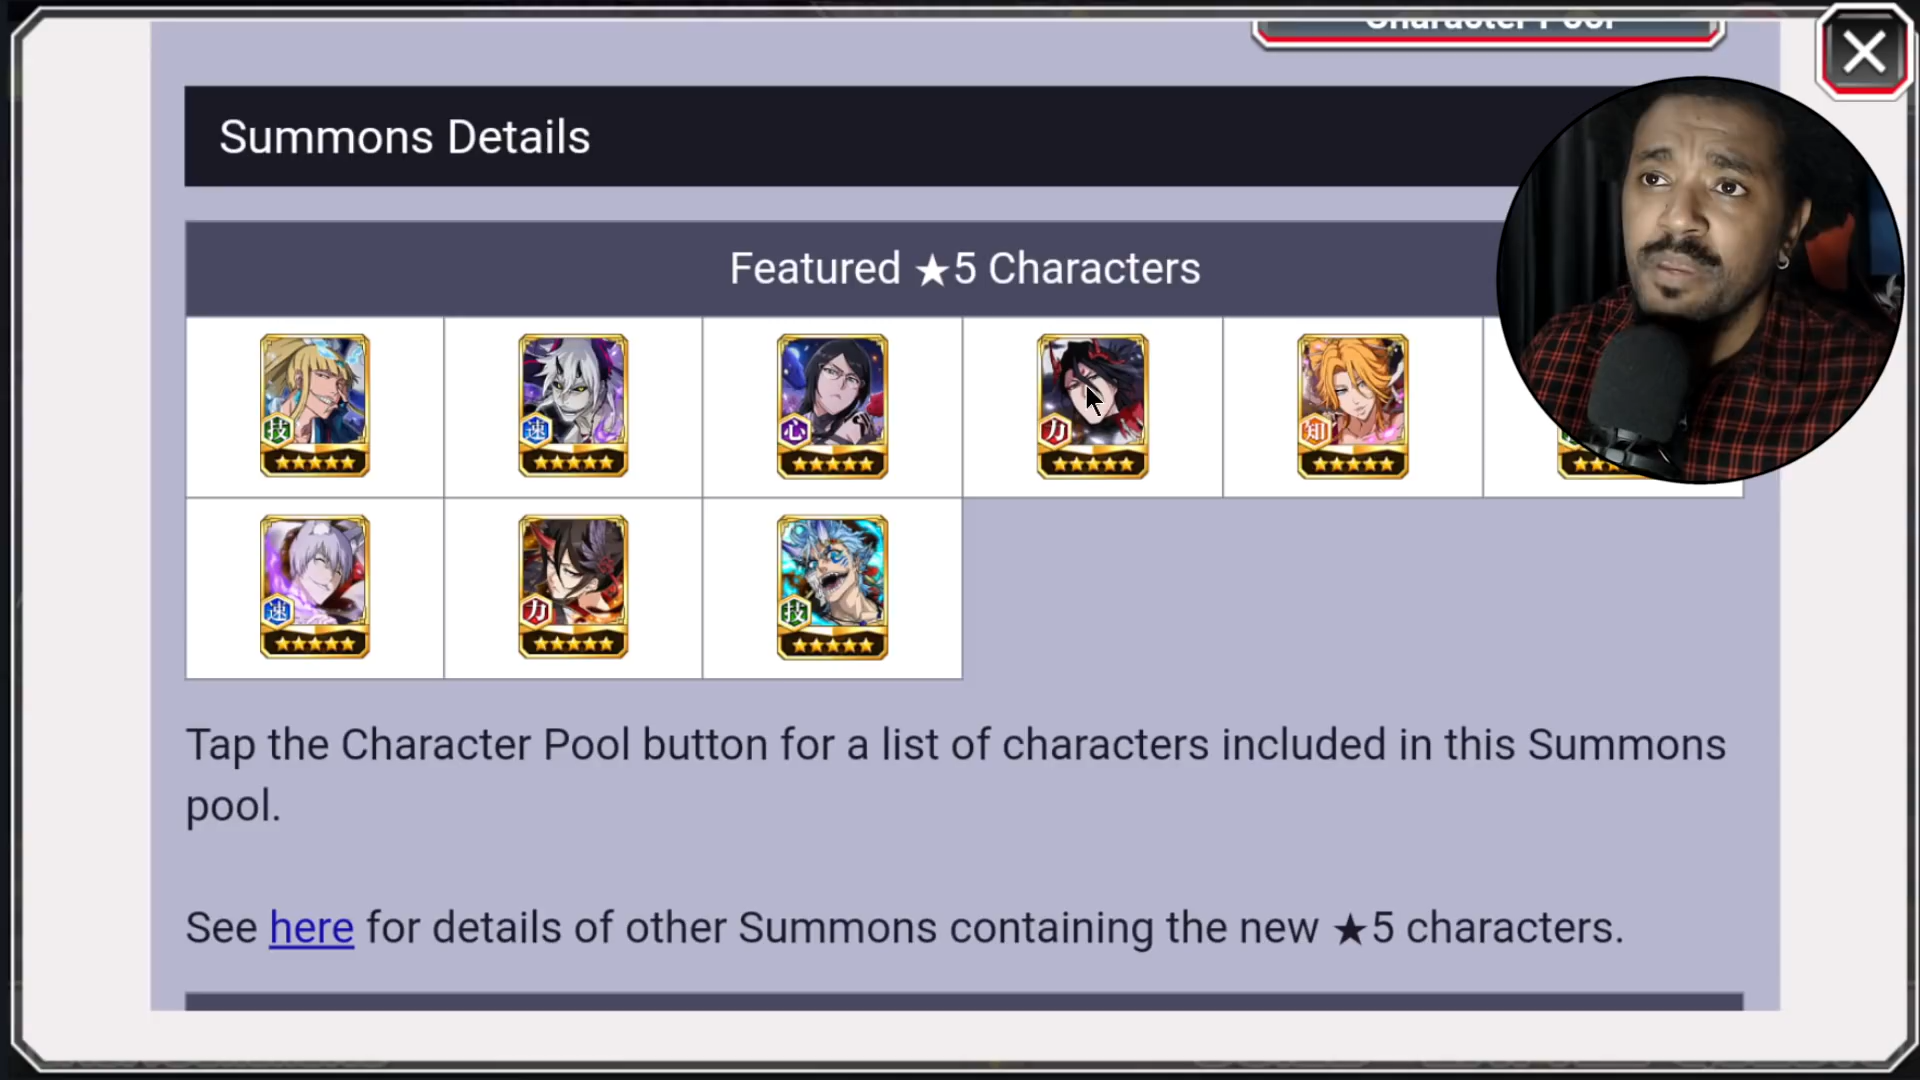 Character Pool
Summons Details
Featured ★5 Characters
技 速 心 力 知
★★★★★ ★★★★★ ★★★★★ ★★★★★ ★★★★★
速 力 技
★★★★★ ★★★★★ ★★★★★
Tap the Character Pool button for a list of characters included in this Summons
pool.
See here for details of other Summons containing the new ★5 characters.